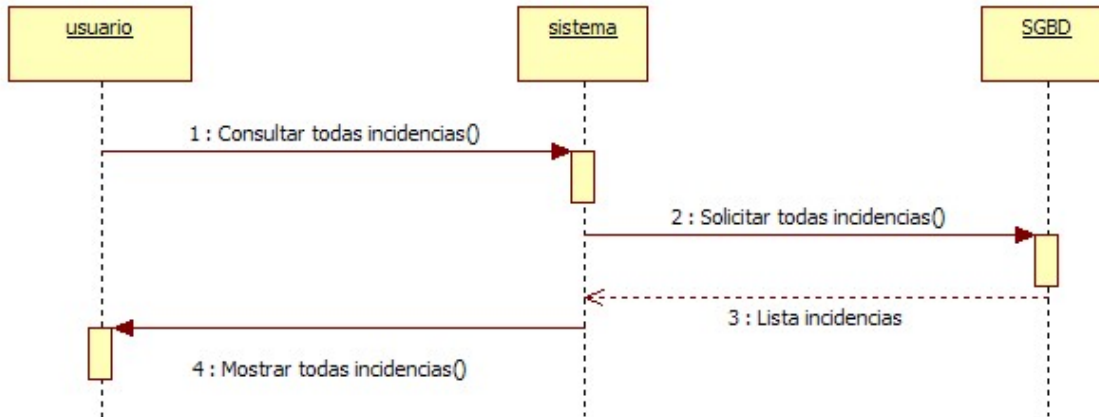 usuario
sistema
SGBD
1 : Consultar todas incidencias()
2 : Solicitar todas incidencias()
3 : Lista incidencias
4 : Mostrar todas incidencias()